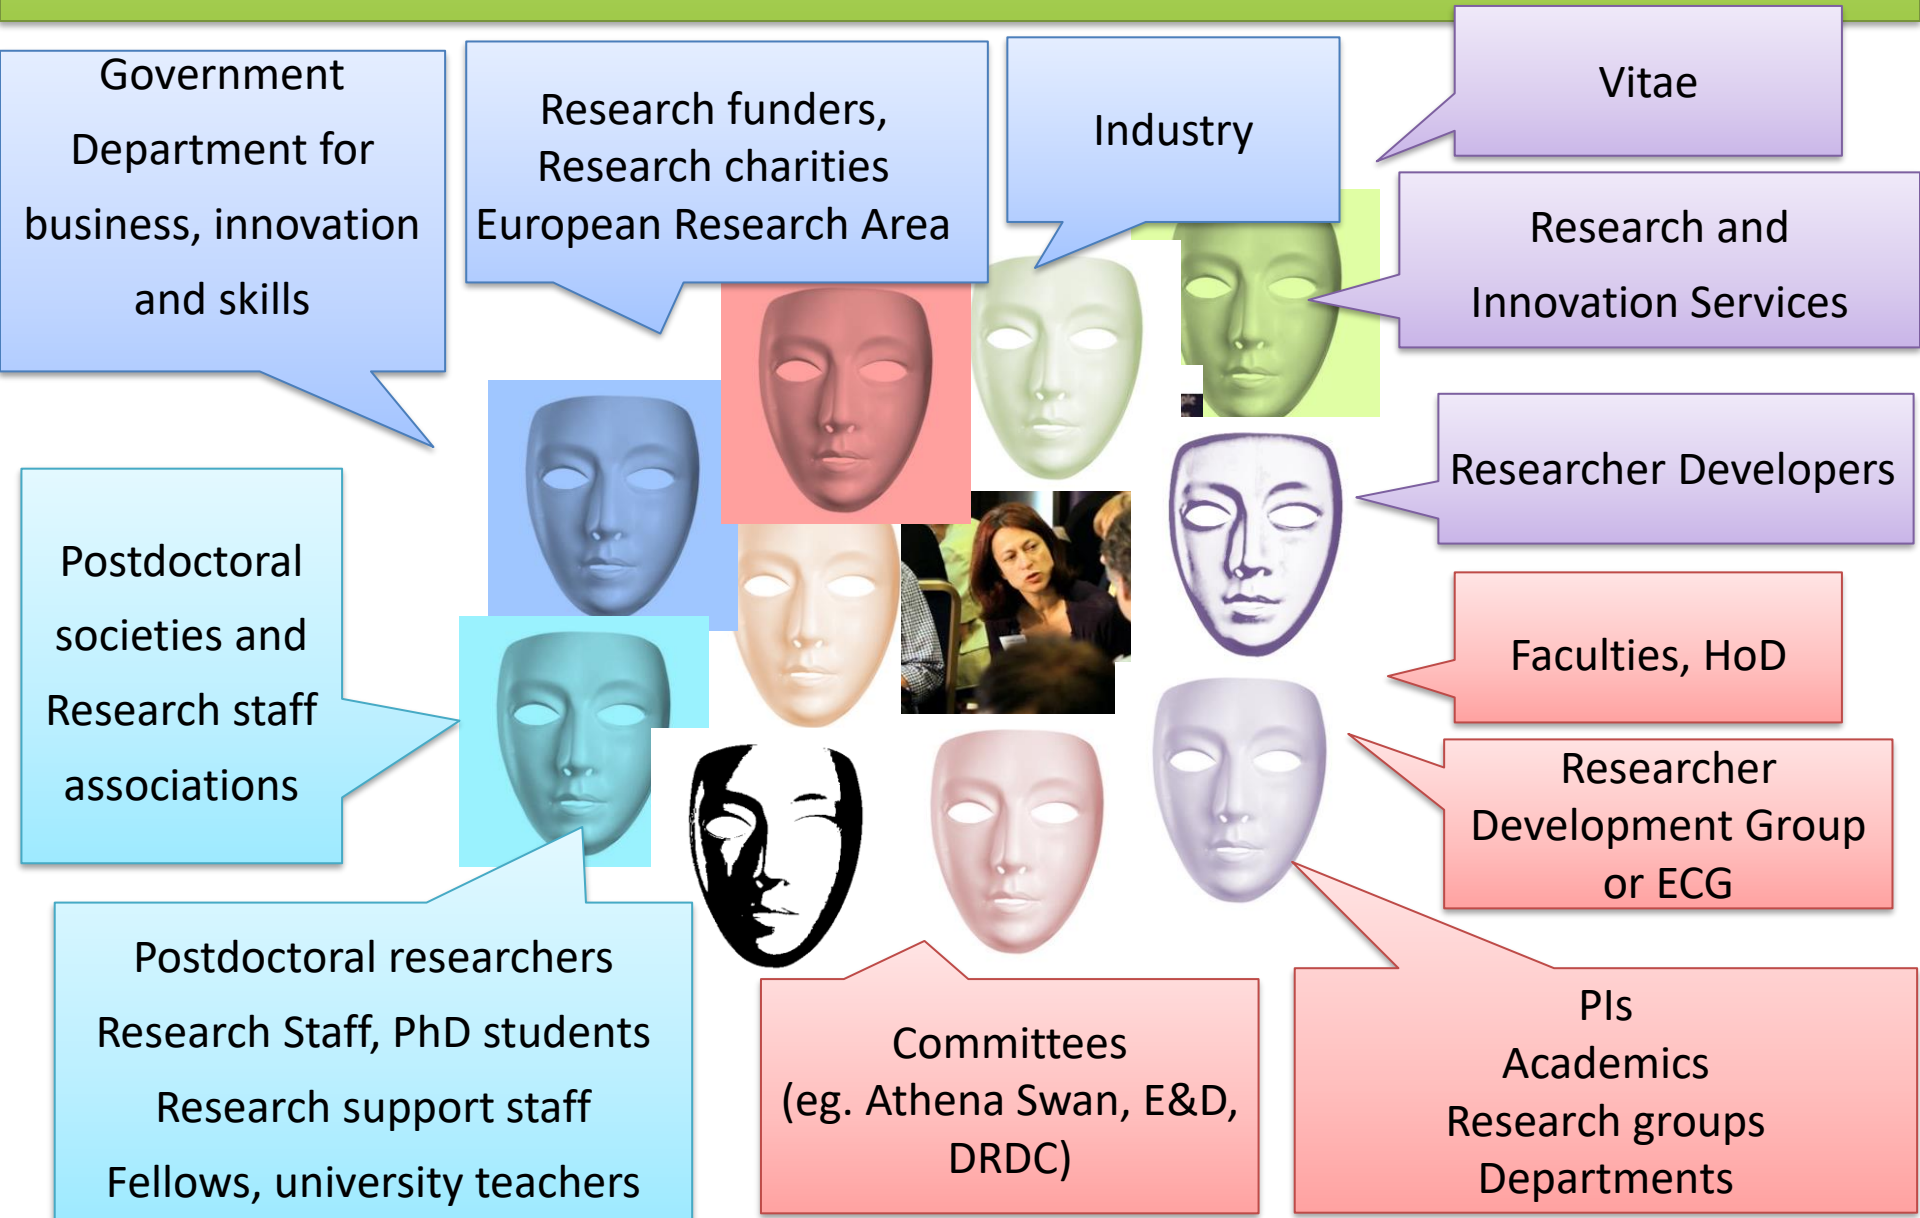 Government
Department for
business, innovation
and skills
Research funders,
Research charities
European Research Area
Industry
Vitae
Research and
Innovation Services
Researcher Developers
Postdoctoral
societies and
Research staff
associations
Faculties, HoD
Researcher
Development Group
or ECG
Postdoctoral researchers
Research Staff, PhD students
Research support staff
Fellows, university teachers
Committees
(eg. Athena Swan, E&D,
DRDC)
PIs
Academics
Research groups
Departments